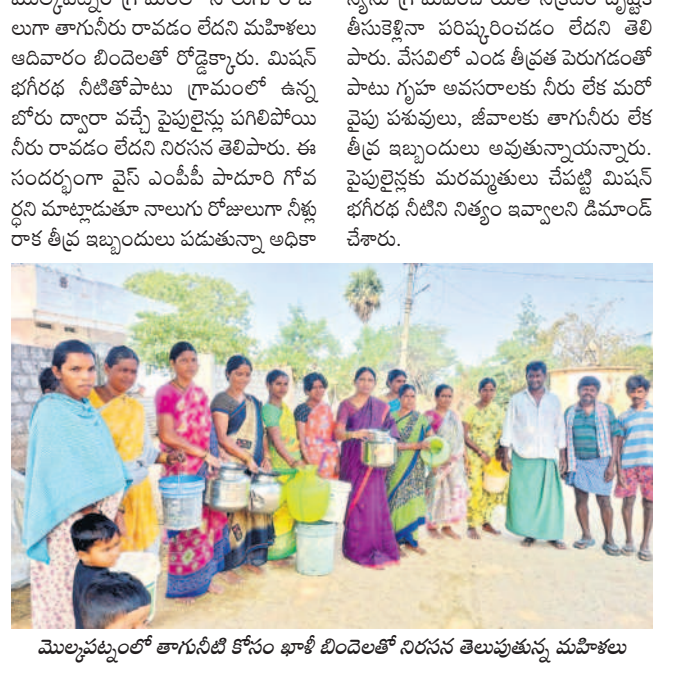 లుగా తాగునీరు రావడం లేదని మహిళలు
ఆదివారం బిందెలతో రోడ్డెక్కారు. మిషన్
భగీరథ నీటితోపాటు గ్రామంలో ఉన్న
బోరు ద్వారా వచ్చే పైపులైన్లు పగిలిపోయి
నీరు రావడం లేదని నిరసన తెలిపారు. ఈ
సందర్భంగా వైస్ ఎంపీపీ పాదూరి గోవ
ర్ధని మాట్లాడుతూ నాలుగు రోజులుగా నీళ్లు
రాక తీవ్ర ఇబ్బందులు పడుతున్నా అధికా
తీసుకెళ్లినా పరిష్కరించడం లేదని తెలి
పారు. వేసవిలో ఎండ తీవ్రత పెరుగడంతో
పాటు గృహ అవసరాలకు నీరు లేక మరో
వైపు పశువులు, జీవాలకు తాగునీరు లేక
తీవ్ర ఇబ్బందులు అవుతున్నాయన్నారు.
పైపులైన్లకు మరమ్మతులు చేపట్టి మిషన్
భగీరథ నీటిని నిత్యం ఇవ్వాలని డిమాండ్
చేశారు.
మొల్కపట్నంలో తాగునీటి కోసం ఖాళీ బిందెలతో నిరసన తెలుపుతున్న మహిళలు